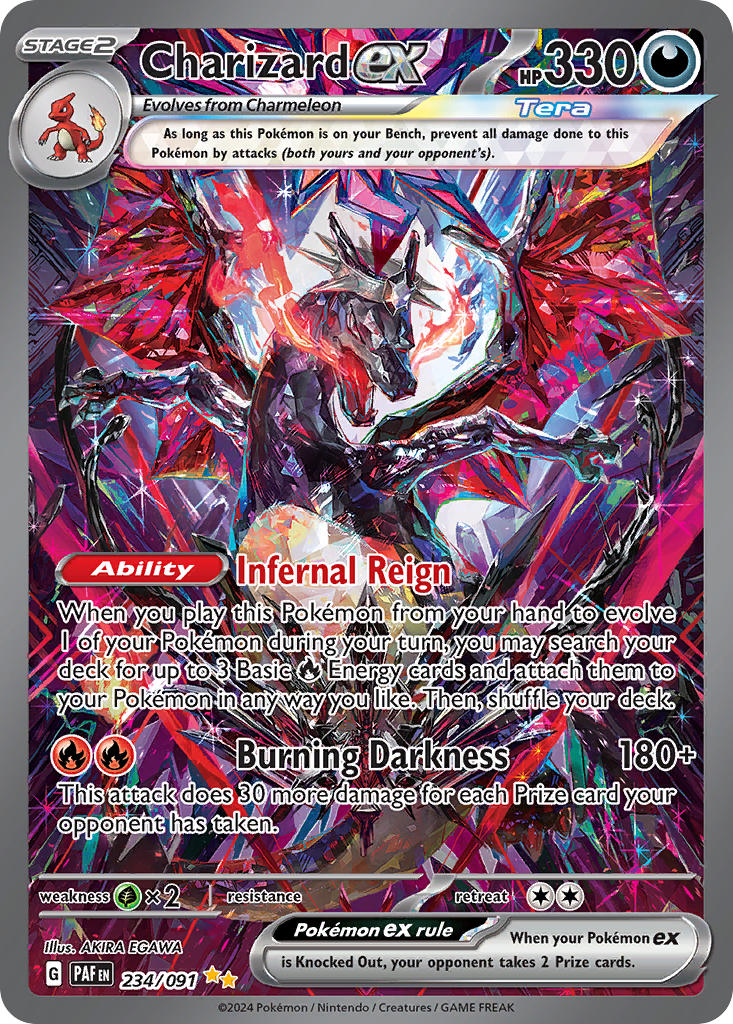 STAGE2
Charizard ex
HP330
Evolves from Charmeleon
Tera
As long as this Pokémon is on your Bench, prevent all damage done to this
Pokémon by attacks (both yours and your opponent's).
Ability Infernal Reign
When you play this Pokémon from your hand to evolve
1 of your Pokémon during your turn, you may search your
deck for up to 3 Basic Energy cards and attach them to
your Pokémon in any way you like. Then, shuffle your deck.
Burning Darkness 180+
This attack does 30 more damage for each Prize card your
opponent has taken.
weakness ×2 resistance retreat
Illus. AKIRA EGAWA
Pokémon ex rule
When your Pokémon ex
is Knocked Out, your opponent takes 2 Prize cards.
G PAF EN 234/091
©2024 Pokémon / Nintendo / Creatures / GAME FREAK